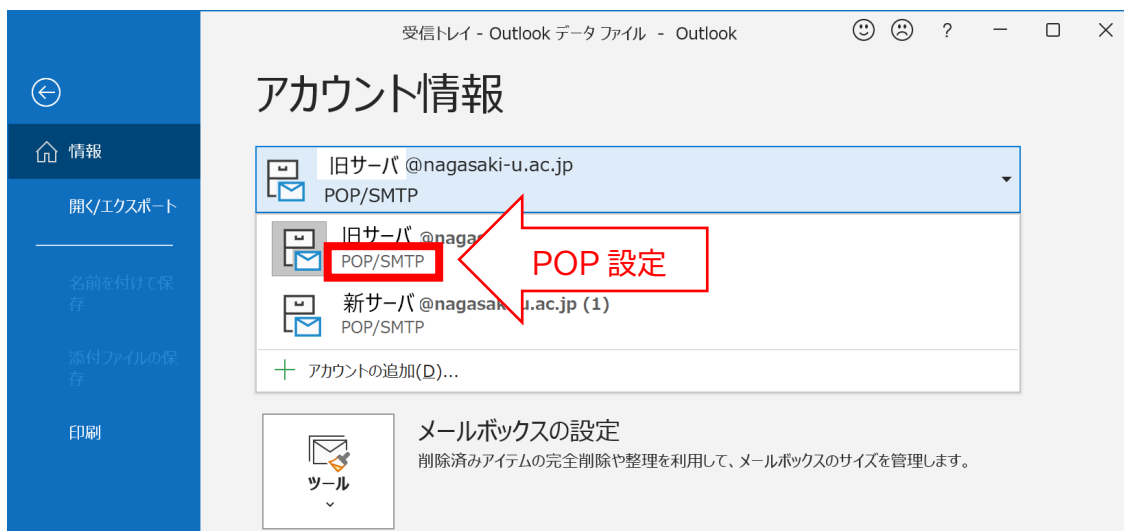 受信トレイ - Outlook データ ファイル - Outlook
?
アカウント情報
情報
開く/エクスポート
名前を付けて保
存
添付ファイルの保
存
印刷
旧サーバ @nagasaki-u.ac.jp
POP/SMTP
旧サーバ @nagas
POP/SMTP
POP 設定
新サーバ @nagasaki-u.ac.jp (1)
POP/SMTP
アカウントの追加(D)...
ツール
メールボックスの設定
削除済みアイテムの完全削除や整理を利用して、メールボックスのサイズを管理します。